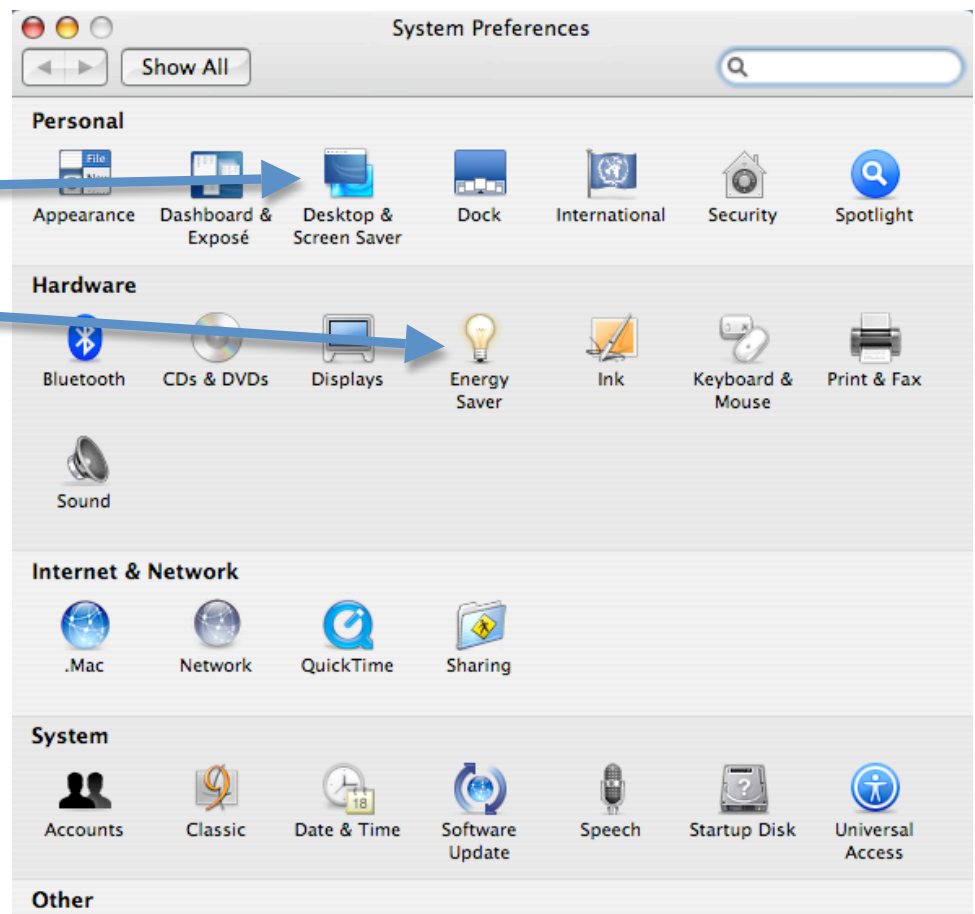 System Preferences
Show All
Personal
File
Appearance
Dashboard &
Exposé
Desktop &
Screen Saver
Dock
International
Security
Spotlight
Hardware
Bluetooth
CDs & DVDs
Displays
Energy
Saver
Ink
Keyboard &
Mouse
Print & Fax
Sound
Internet & Network
.Mac
Network
QuickTime
Sharing
System
18
Accounts
Classic
Date & Time
Software
Update
Speech
Startup Disk
Universal
Access
Other